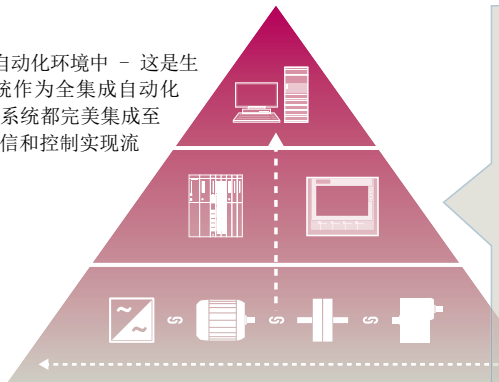 自动化环境中 – 这是生
统作为全集成自动化
系统都完美集成至
信和控制实现流